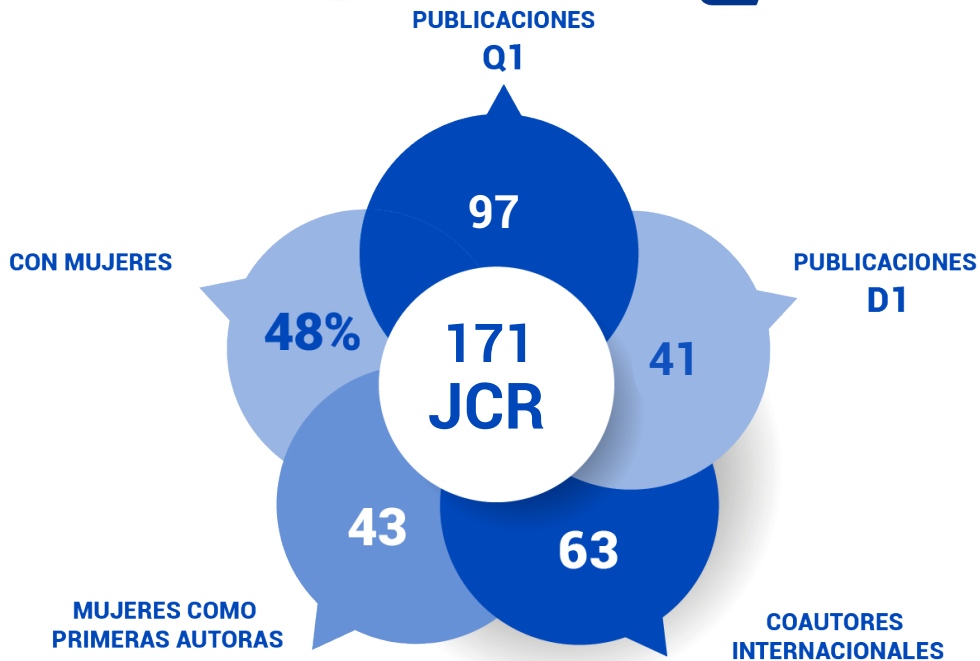 PUBLICACIONES
Q1
97
CON MUJERES
48%
PUBLICACIONES
D1
41
171
JCR
43
63
MUJERES COMO
PRIMERAS AUTORAS
COAUTORES
INTERNACIONALES